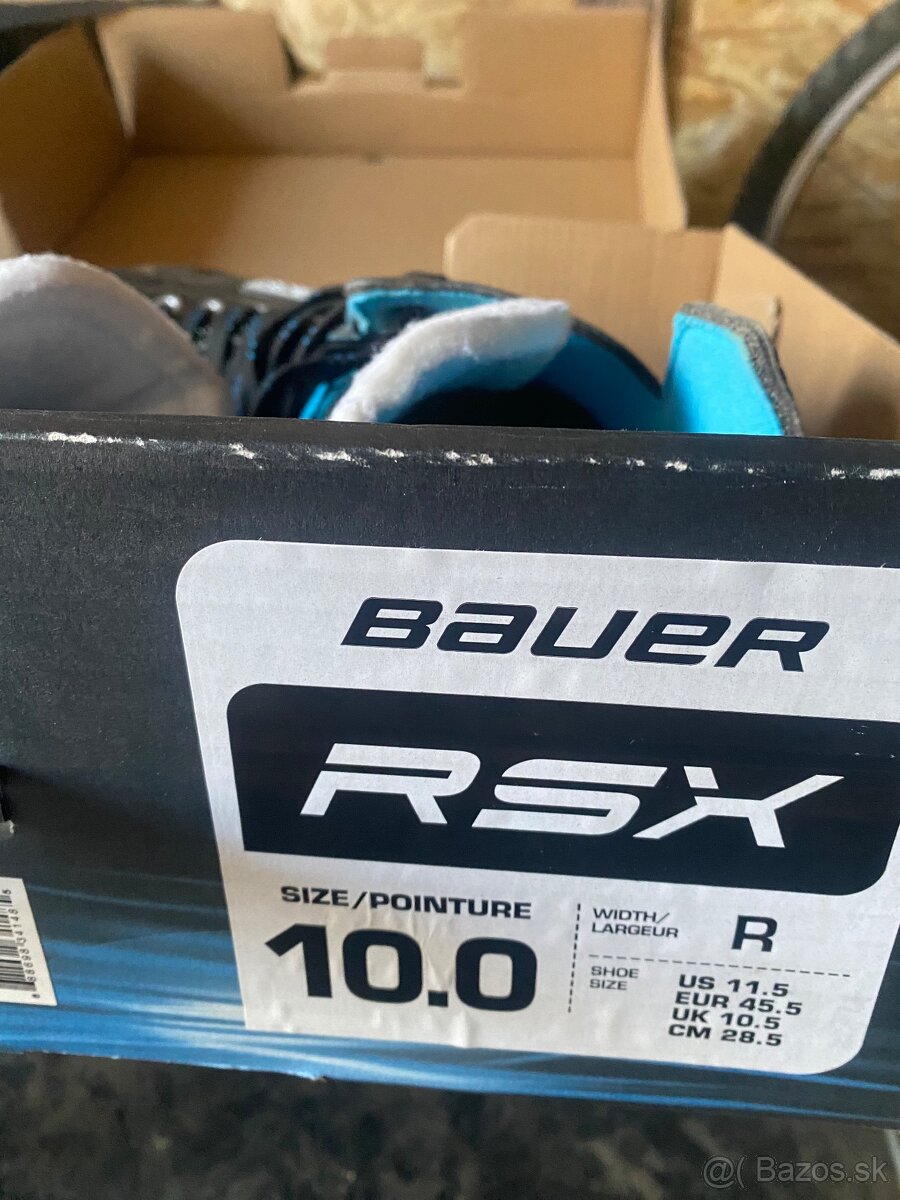 BAUER
RSX
SIZE/POINTURE
10.0
WIDTH/
LARGEUR
R
SHOE
SIZE
US 11.5
EUR 45.5
UK 10.5
CM 28.5
@( Bazos.sk